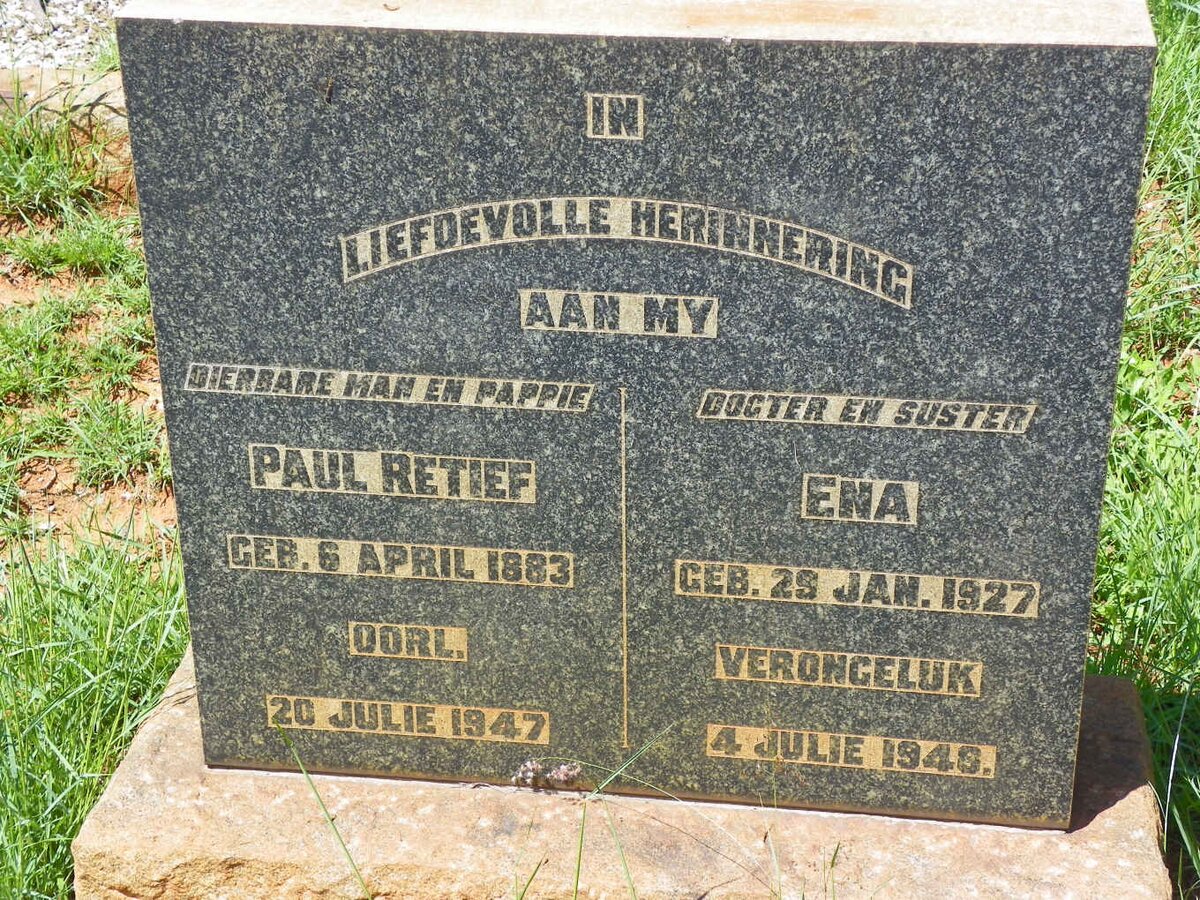 IN
LIEFDEVOLLE HERINNERING
AAN MY
DIERBARE MAN EN PAPPIE
PAUL RETIEF
GEB. 6 APRIL 1883
OORL.
20 JULIE 1947
DOGTER EN SUSTER
ENA
GEB. 29 JAN. 1927
VERONGELUK
4 JULIE 1948.